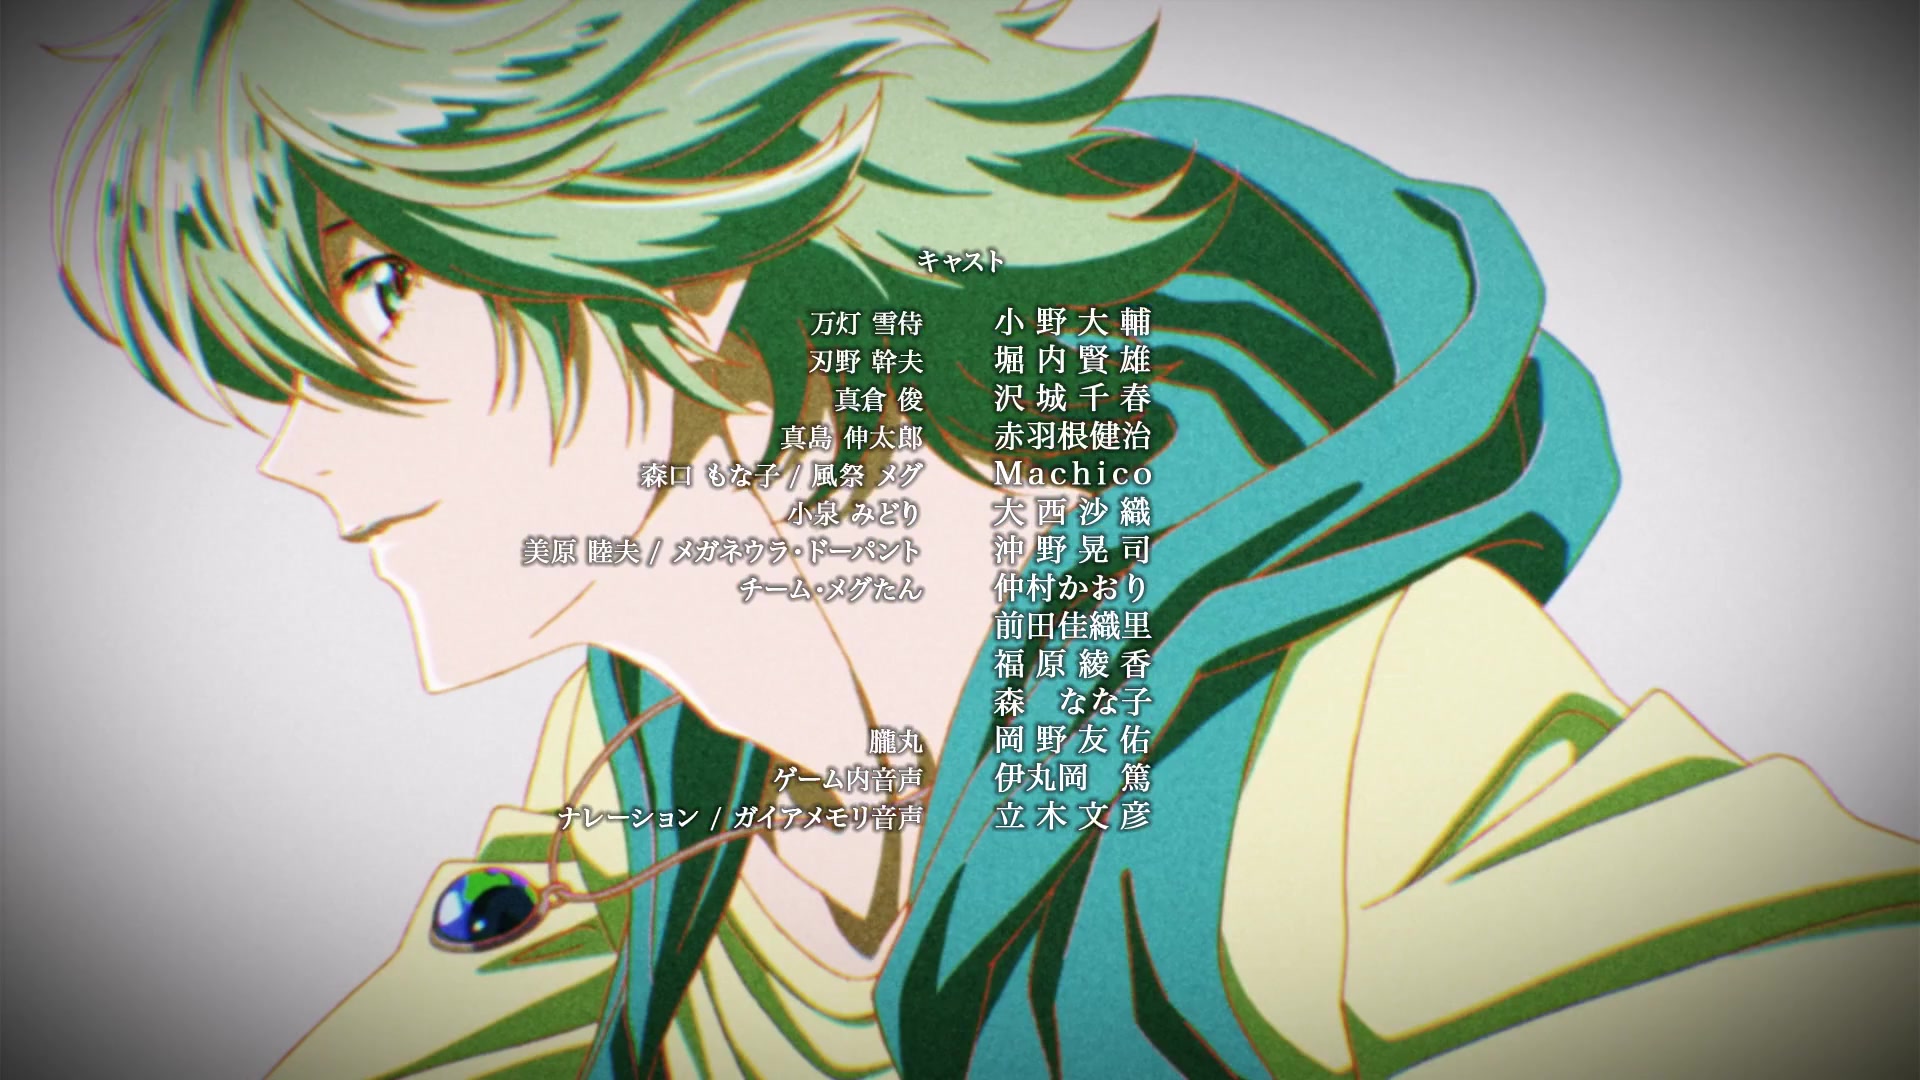 キャスト
万灯 雪侍 小野大輔
刃野 幹夫 堀内賢雄
真倉 俊 沢城千春
真島 伸太郎 赤羽根健治
森口 もな子 / 風祭 メグ Machico
小泉 みどり 大西沙織
美原 睦夫 / メガネウラ・ドーパント 沖野晃司
チーム・メグたん 仲村かおり
前田佳織里
福原綾香
森 なな子
朧丸 岡野友佑
ゲーム内音声 伊丸岡 篤
ナレーション / ガイアメモリ音声 立木文彦